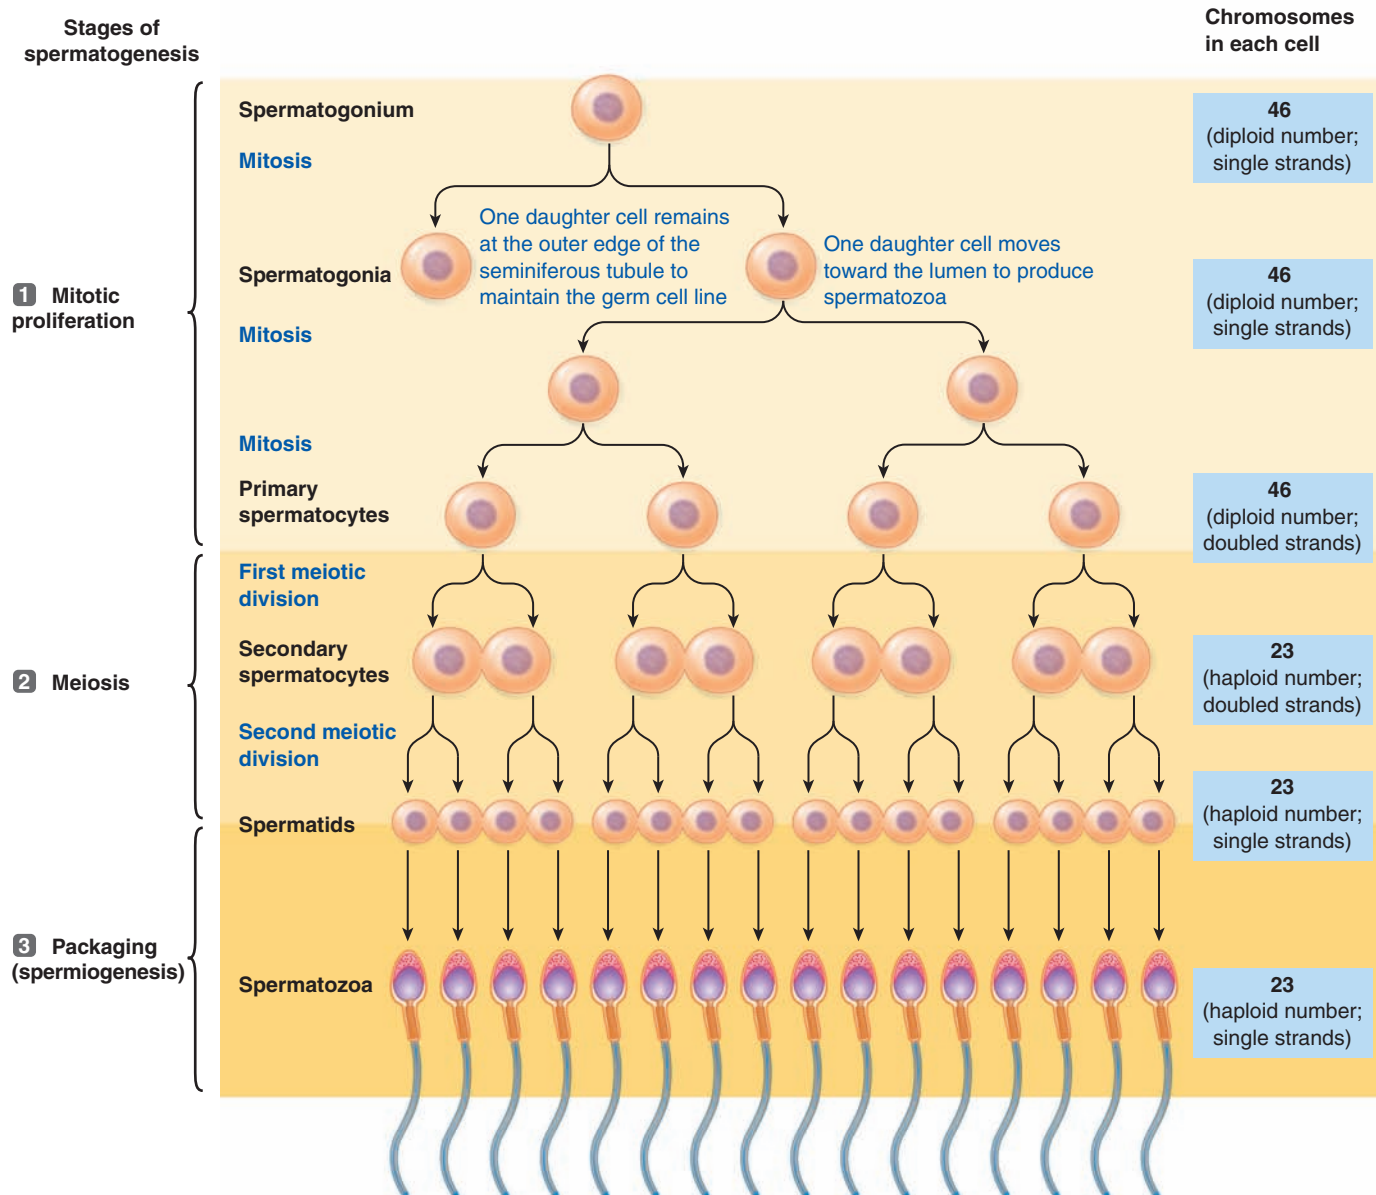 Stages of
spermatogenesis
Chromosomes
in each cell
Spermatogonium
46
(diploid number;
single strands)
Mitosis
One daughter cell remains
at the outer edge of the
seminiferous tubule to
maintain the germ cell line
One daughter cell moves
toward the lumen to produce
spermatozoa
Spermatogonia
46
(diploid number;
single strands)
1 Mitotic
proliferation
Mitosis
Mitosis
Primary
spermatocytes
46
(diploid number;
doubled strands)
First meiotic
division
Secondary
spermatocytes
23
(haploid number;
doubled strands)
2 Meiosis
Second meiotic
division
Spermatids
23
(haploid number;
single strands)
3 Packaging
(spermiogenesis)
Spermatozoa
23
(haploid number;
single strands)